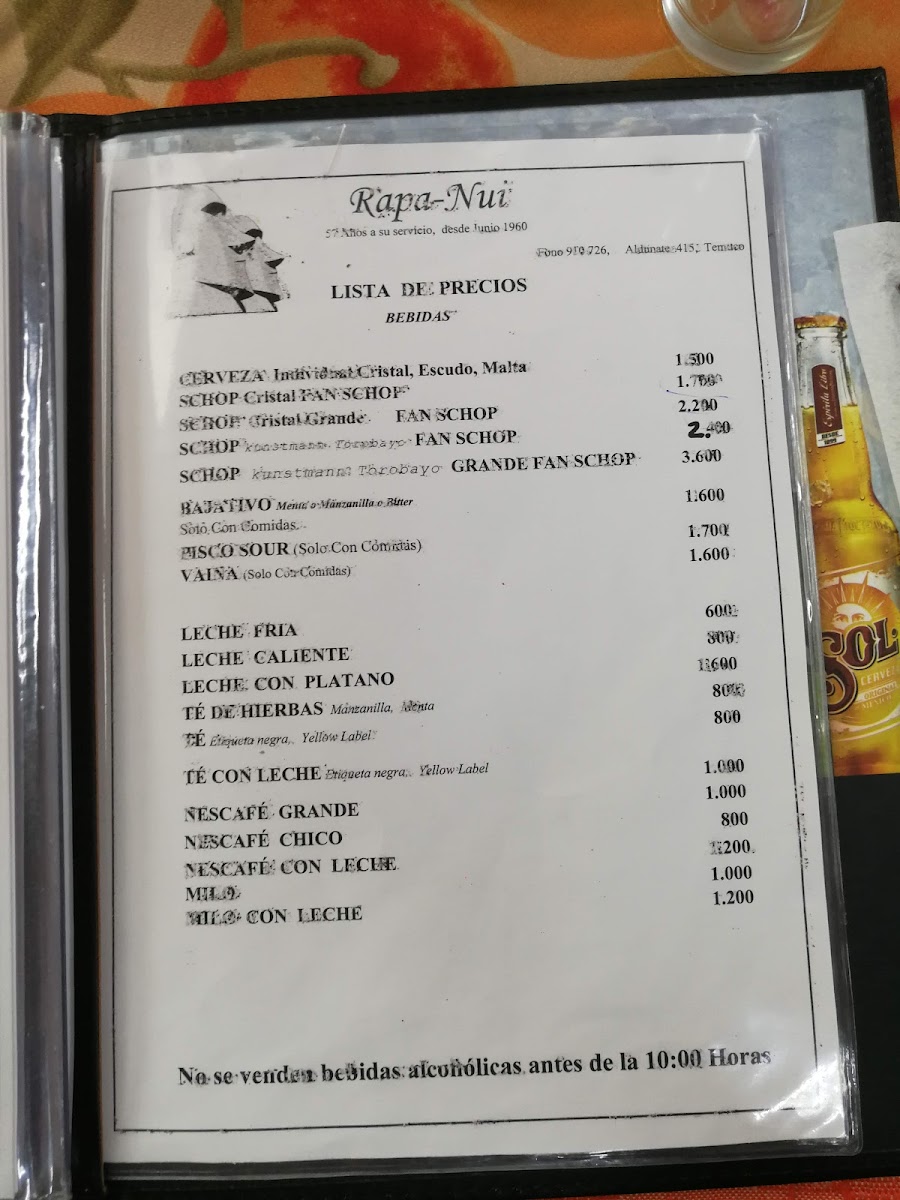 Rapa-Nui
57 Años a su servicio, desde Junio 1960
Fono 910 726, Aldunate 415, Temuco
LISTA DE PRECIOS
BEBIDAS
CERVEZA Individual Cristal, Escudo, Malta 1.500
SCHOP Cristal FAN SCHOP 1.700
SCHOP Cristal Grande FAN SCHOP 2.200
SCHOP Kunstmann Torobayo FAN SCHOP 2.400
SCHOP Kunstmann Torobayo GRANDE FAN SCHOP 3.600
BAJATIVO Menta o Manzanilla o Bitter 1.600
Solo Con Comidas.
PISCO SOUR (Solo Con Comidas) 1.700
VAINA (Solo Con Comidas) 1.600
LECHE FRIA 600
LECHE CALIENTE 800
LECHE CON PLATANO 1.600
TÉ DE HIERBAS Manzanilla, Menta 800
TÉ Etiqueta negra, Yellow Label 800
TÉ CON LECHE Etiqueta negra, Yellow Label 1.000
NESCAFÉ GRANDE 1.000
NESCAFÉ CHICO 800
NESCAFÉ CON LECHE 1.200
MILO 1.000
MILO CON LECHE 1.200
No se venden bebidas alcohólicas antes de la 10:00 Horas
Espíritu Libre
DESDE 1899
SOL
CERVEZA
ORIGINAL
MEXICO